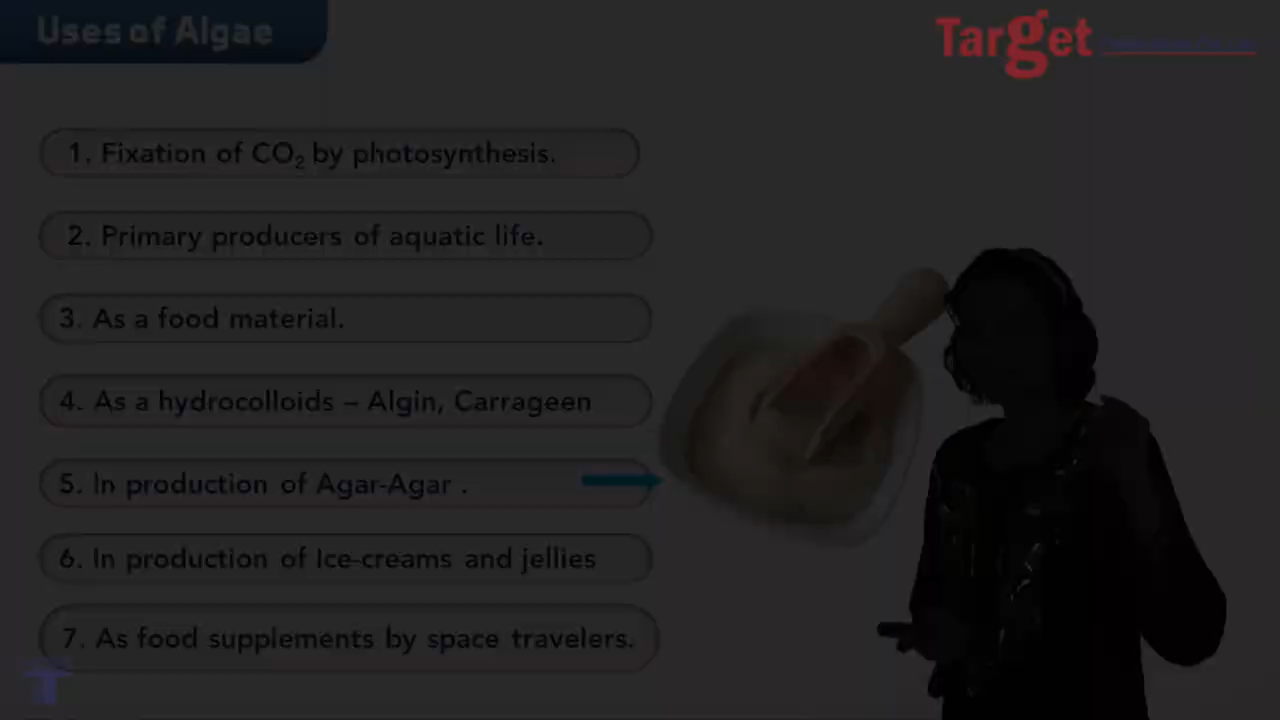 Uses of Algae
Target
1. Fixation of CO₂ by photosynthesis.
2. Primary producers of aquatic life.
3. As a food material.
4. As a hydrocolloids – Algin, Carrageen
5. In production of Agar-Agar .
6. In production of Ice-creams and jellies
7. As food supplements by space travelers.